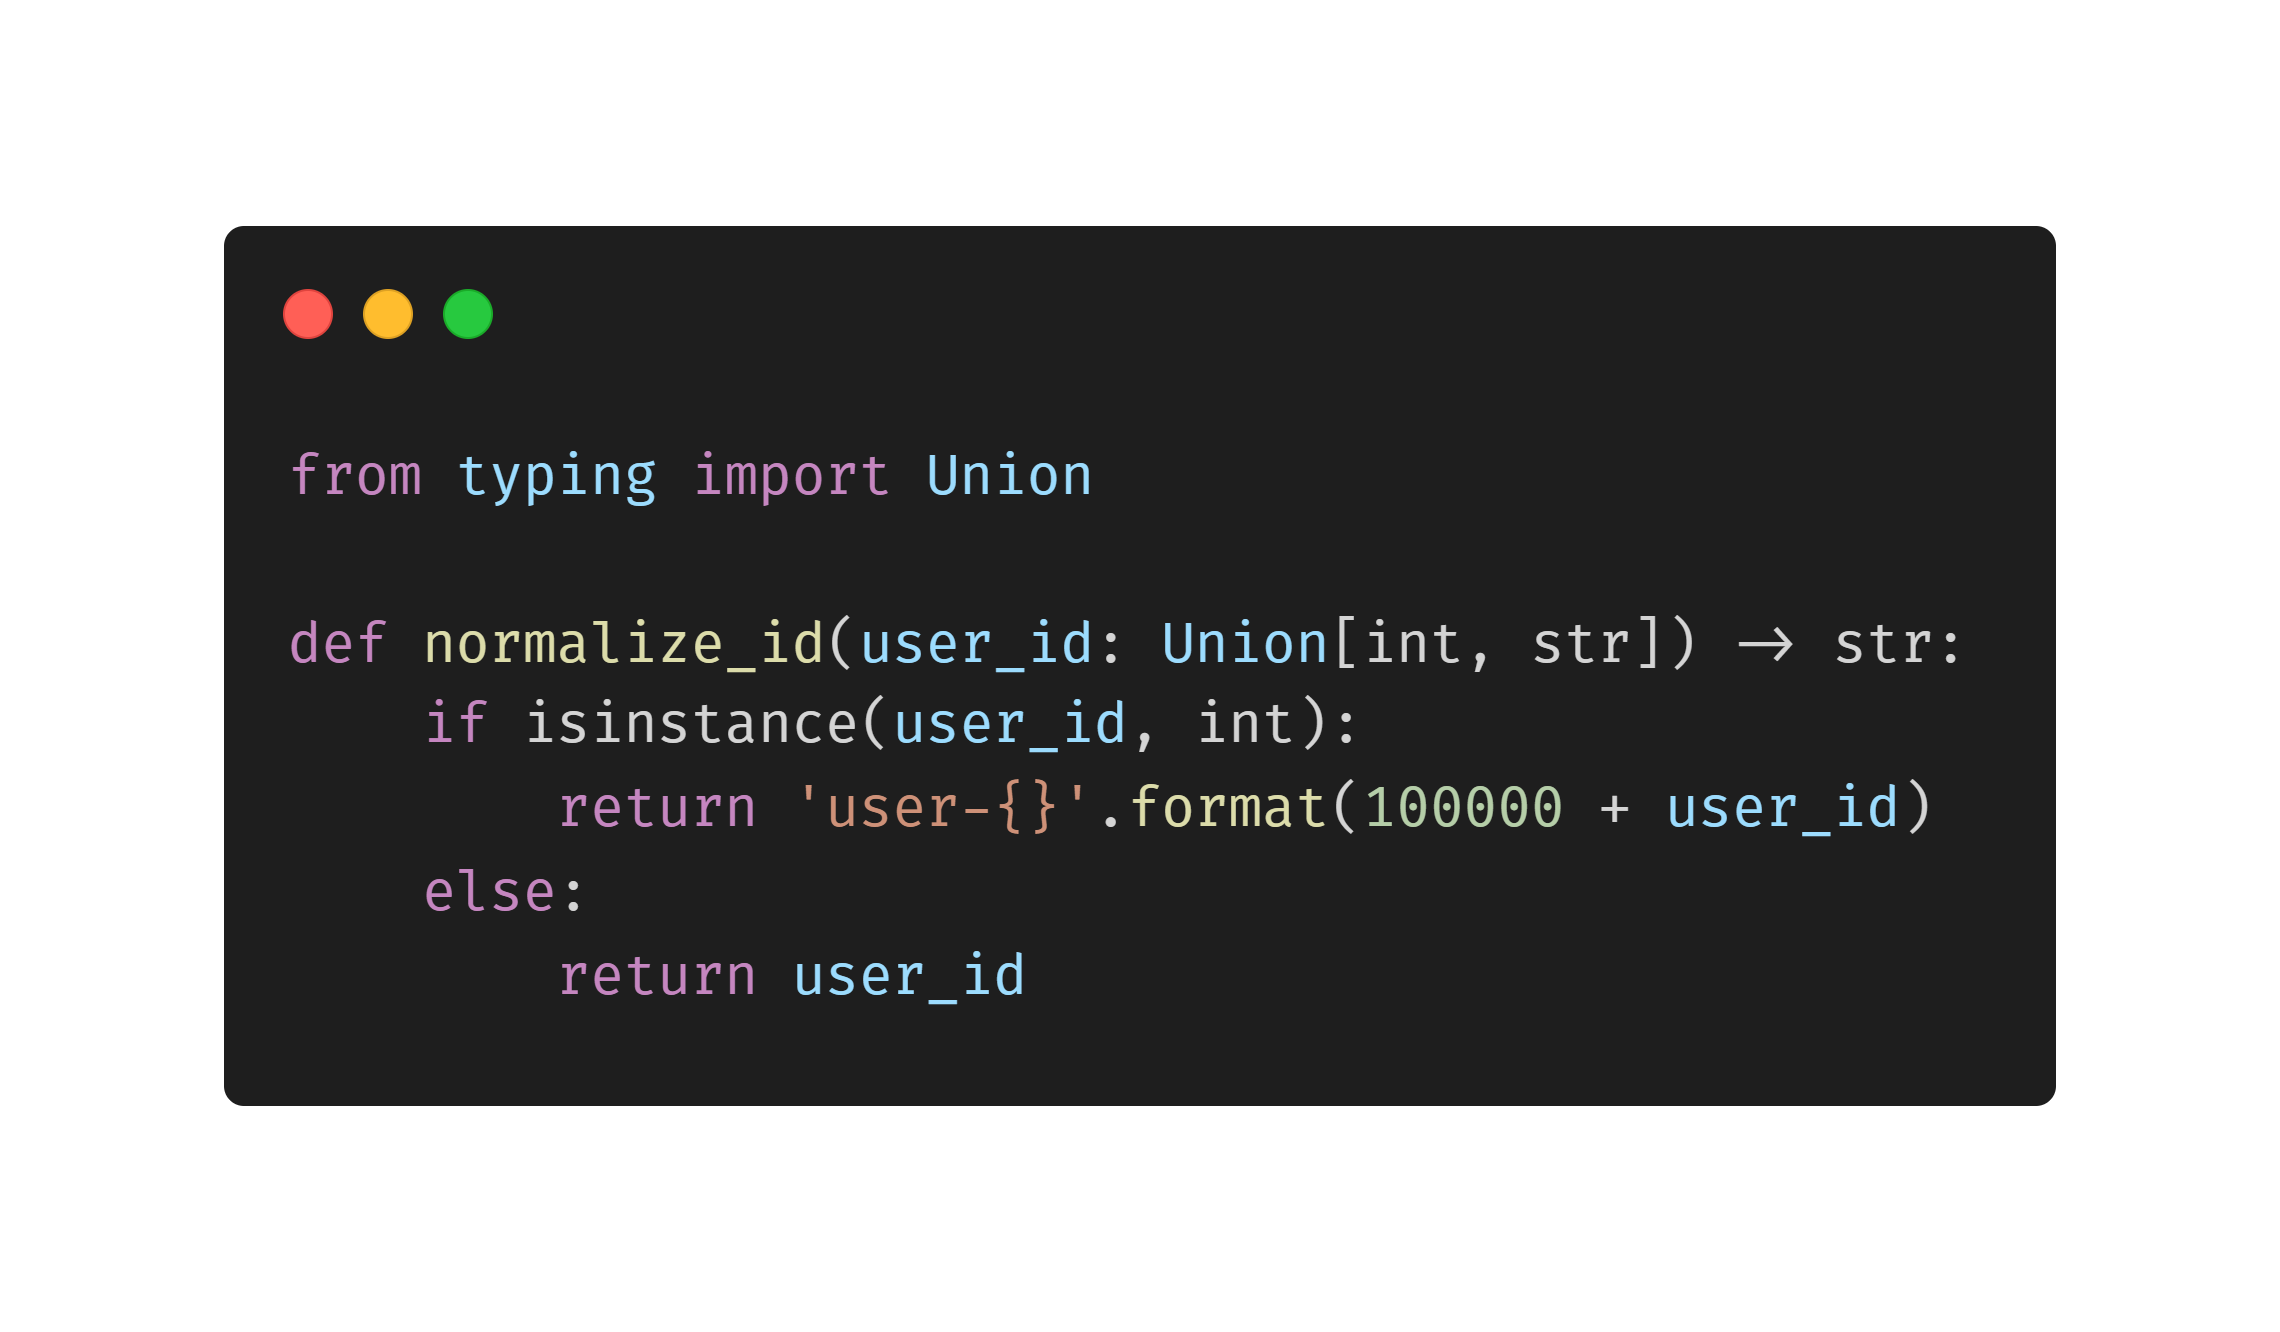 from typing import Union
def normalize_id(user_id: Union[int, str]) -> str:
    if isinstance(user_id, int):
        return 'user-{}'.format(100000 + user_id)
    else:
        return user_id